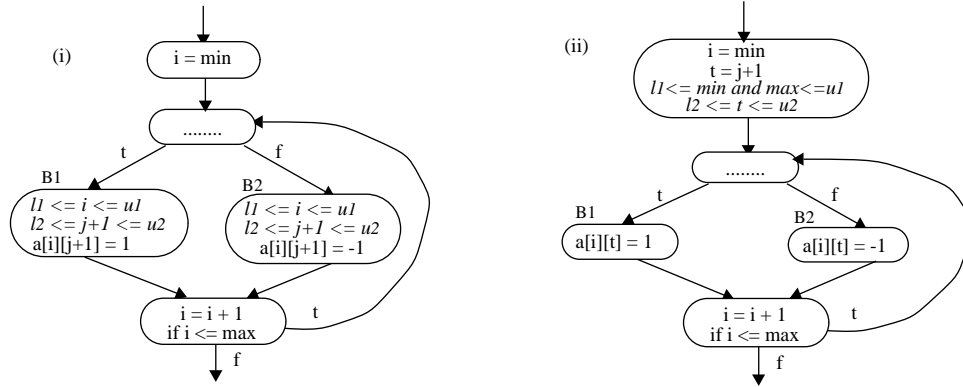 (i)
i = min
........
t
f
B1
l1 <= i <= u1
l2 <= j+1 <= u2
a[i][j+1] = 1
B2
l1 <= i <= u1
l2 <= j+1 <= u2
a[i][j+1] = -1
i = i + 1
if i <= max
t
f
(ii)
i = min
t = j+1
l1<= min and max<=u1
l2 <= t <= u2
........
t
f
B1
a[i][t] = 1
B2
a[i][t] = -1
i = i + 1
if i <= max
t
f